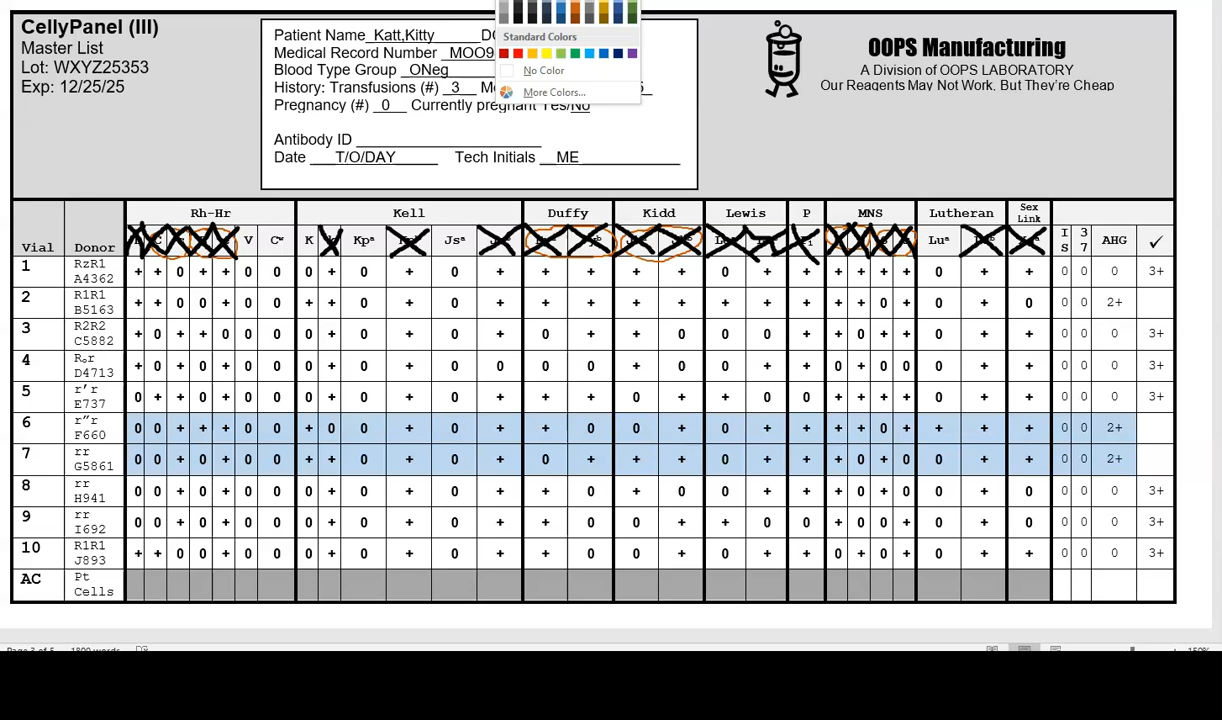 CellyPanel (III)
Master List
Lot: WXYZ25353
Exp: 12/25/25
Patient Name_Katt,Kitty
Medical Record Number _MOO9
Blood Type Group _ONeg
History: Transfusions (#) _3__
Pregnancy (#) _0__ Currently pregnant Yes/No
Antibody ID
Date ___T/O/DAY_____ Tech Initials __ME
Standard Colors
No Color
More Colors...
OOPS Manufacturing
A Division of OOPS LABORATORY
Our Reagents May Not Work, But They're Cheap
Rh-Hr Kell Duffy Kidd Lewis P MNS Lutheran Sex Link
Vial Donor C V Cʷ K Kpᵃ Jsᵃ Luᵃ IS 37 AHG ✓
1 RzR1 A4362 + + 0 + + 0 0 0 + 0 + 0 + + + + + 0 + + + + + + 0 + + 0 0 0 3+
2 R1R1 B5163 + + 0 0 + 0 0 + + 0 + 0 + + + + + 0 + + + + 0 + 0 + 0 0 0 2+
3 R2R2 C5882 + 0 + + 0 0 0 0 + 0 + 0 + 0 + + 0 0 0 + + 0 + + 0 + + 0 0 0 3+
4 Rₒr D4713 + 0 + 0 + 0 0 0 + 0 + 0 0 0 0 + 0 0 + + 0 + 0 + 0 + + 0 0 0 3+
5 r'r E737 0 + + 0 + 0 0 0 + 0 + 0 + + + 0 + + 0 0 + + + + 0 + + 0 0 0 3+
6 r"r F660 0 0 + + + 0 0 + 0 0 + 0 + + 0 0 + 0 + + + + 0 + + + + 0 0 2+
7 rr G5861 0 0 + 0 + 0 0 + + 0 + 0 + 0 + + + 0 + + + 0 + 0 0 + + 0 0 2+
8 rr H941 0 0 + 0 + 0 0 0 + 0 + 0 + + 0 + 0 0 + + + 0 + 0 0 + + 0 0 0 3+
9 rr I692 0 0 + 0 + 0 0 0 + 0 + 0 + + 0 + + + 0 0 + 0 0 + 0 + + 0 0 0 3+
10 R1R1 J893 + + 0 0 + 0 0 0 + 0 + 0 + + 0 0 + 0 + + 0 + 0 + 0 + + 0 0 0 3+
AC Pt Cells